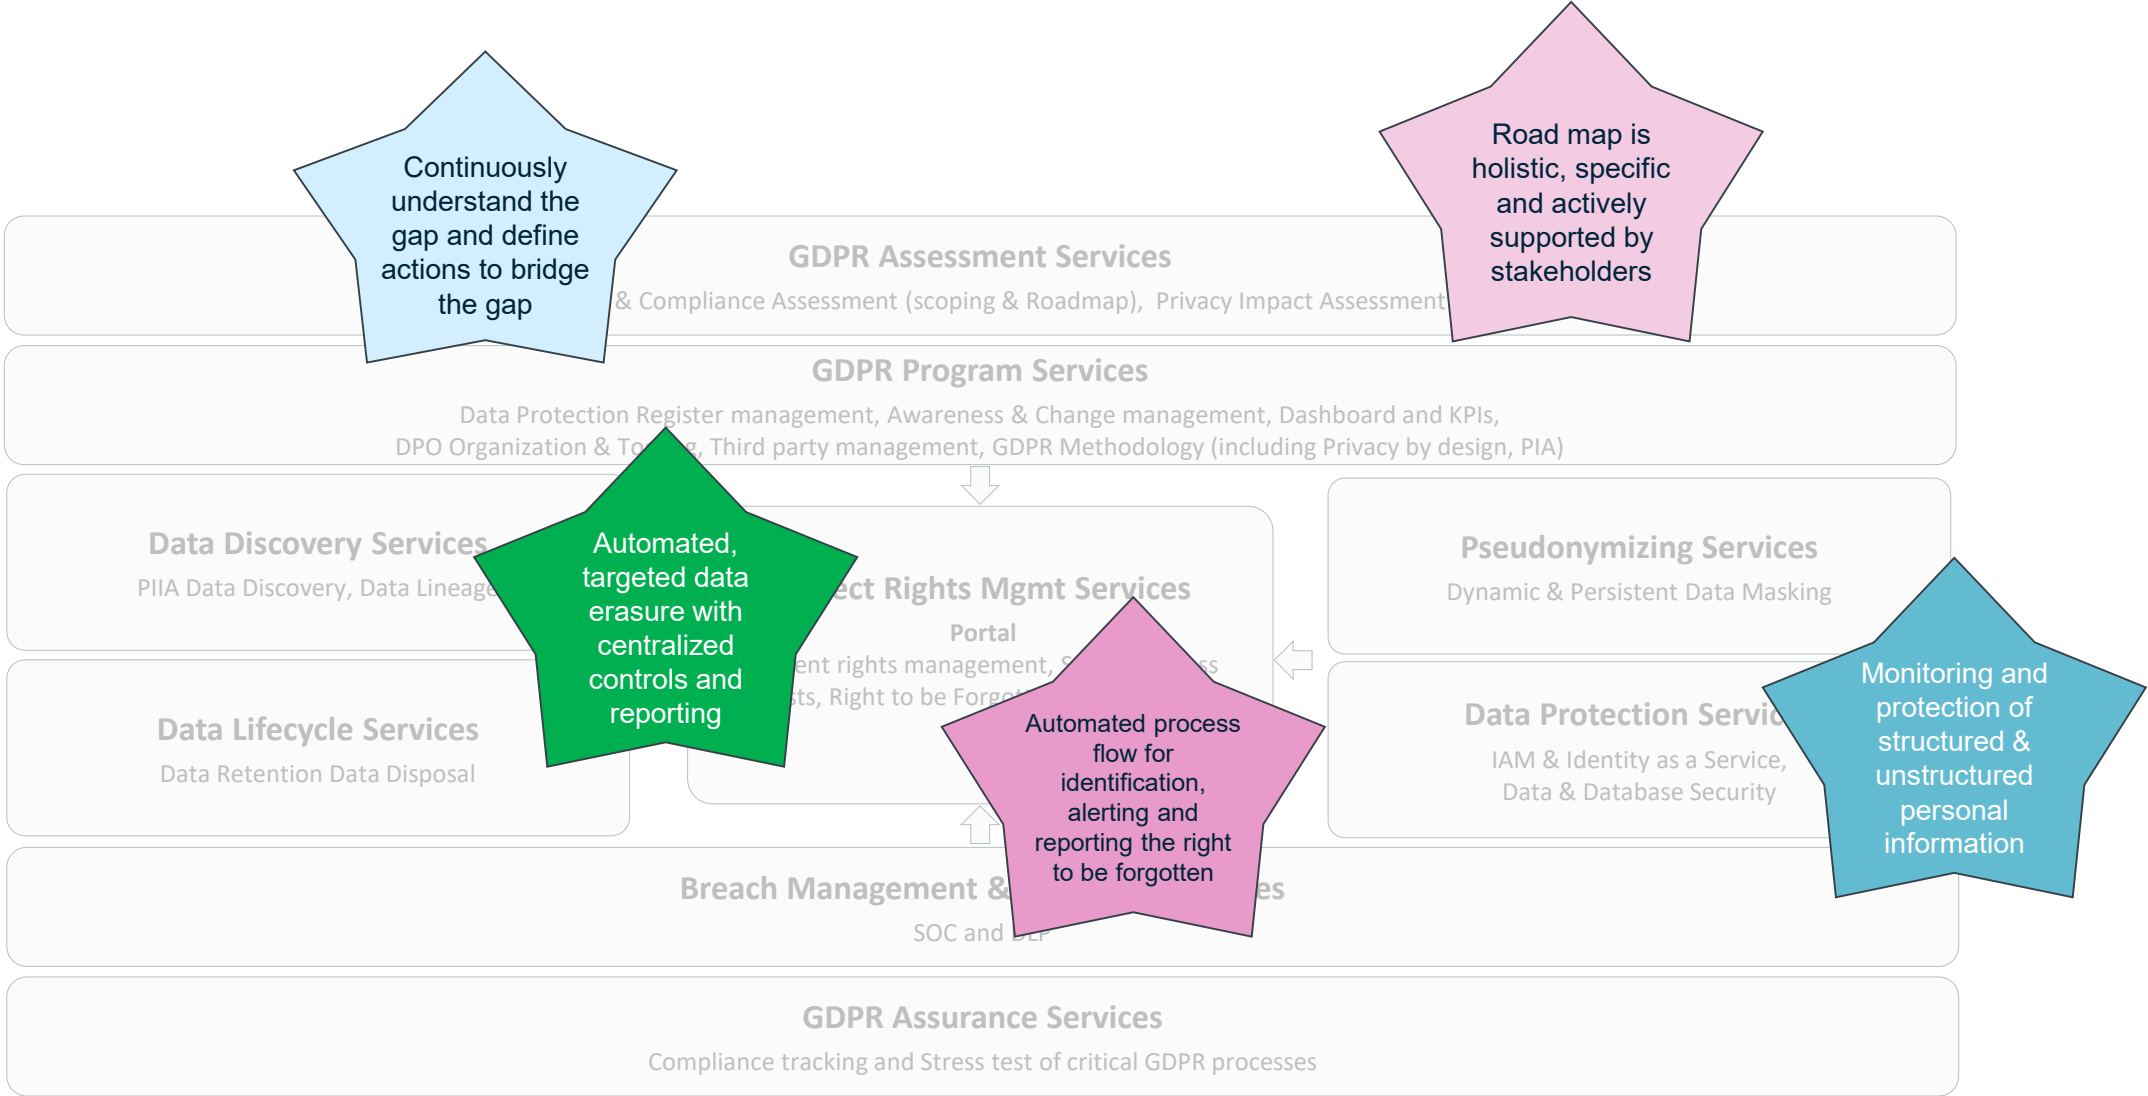 Continuously
understand the
gap and define
actions to bridge
the gap
Road map is
holistic, specific
and actively
supported by
stakeholders
GDPR Assessment Services
& Compliance Assessment (scoping & Roadmap), Privacy Impact Assessment
GDPR Program Services
Data Protection Register management, Awareness & Change management, Dashboard and KPIs,
DPO Organization & , Third party management, GDPR Methodology (including Privacy by design, PIA)
Data Discovery Services
PIIA Data Discovery, Data Lineage
Automated,
targeted data
erasure with
centralized
controls and
reporting
Rights Mgmt Services
Portal
rights management,
Right to be
Pseudonymizing Services
Dynamic & Persistent Data Masking
Data Lifecycle Services
Data Retention Data Disposal
Automated process
flow for
identification,
alerting and
reporting the right
to be forgotten
Data Protection
IAM & Identity as a Service,
Data & Database Security
Monitoring and
protection of
structured &
unstructured
personal
information
Breach Management &
SOC and DLP
GDPR Assurance Services
Compliance tracking and Stress test of critical GDPR processes